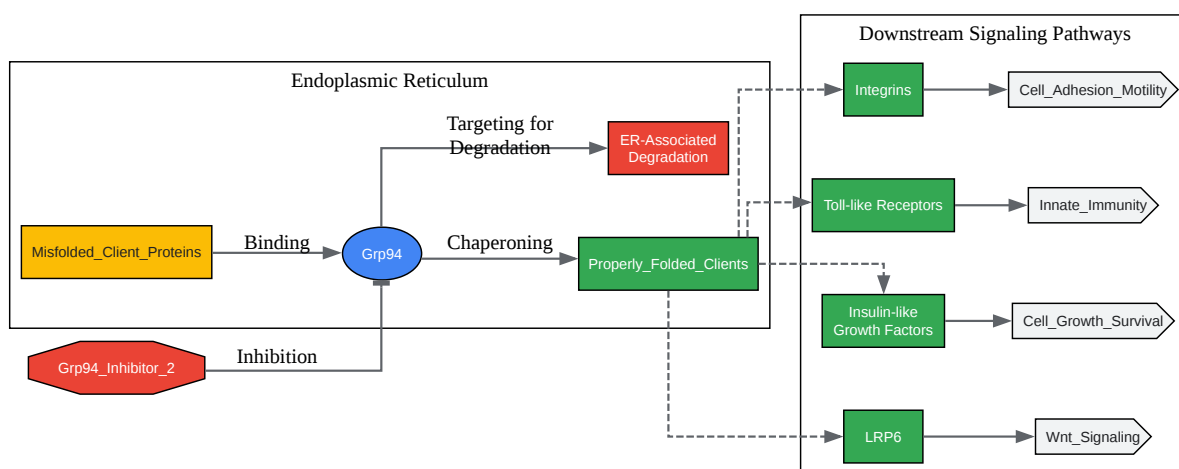 Downstream Signaling Pathways
Endoplasmic Reticulum
Integrins
Cell_Adhesion_Motility
Targeting for
Degradation
ER-Associated
Degradation
Toll-like Receptors
Innate_Immunity
Misfolded_Client_Proteins
Binding
Grp94
Chaperoning
Properly_Folded_Clients
Insulin-like
Growth Factors
Cell_Growth_Survival
Grp94_Inhibitor_2
Inhibition
LRP6
Wnt_Signaling